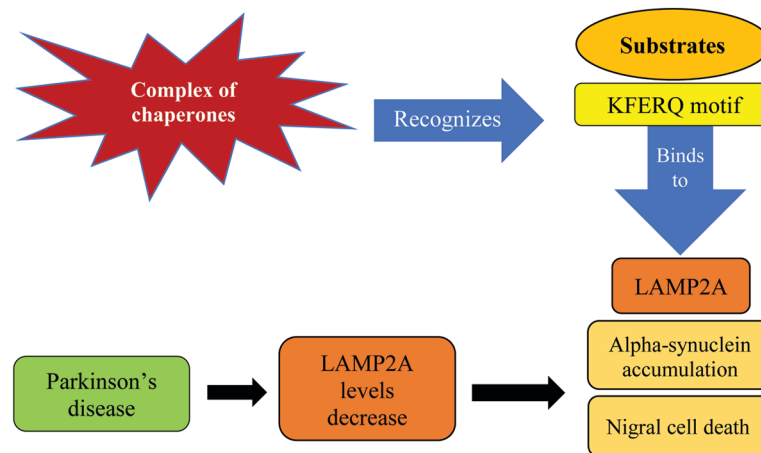 Substrates
Complex of
chaperones
Recognizes
KFERQ motif
Binds
to
LAMP2A
Parkinson’s
disease
LAMP2A
levels
decrease
Alpha-synuclein
accumulation
Nigral cell death